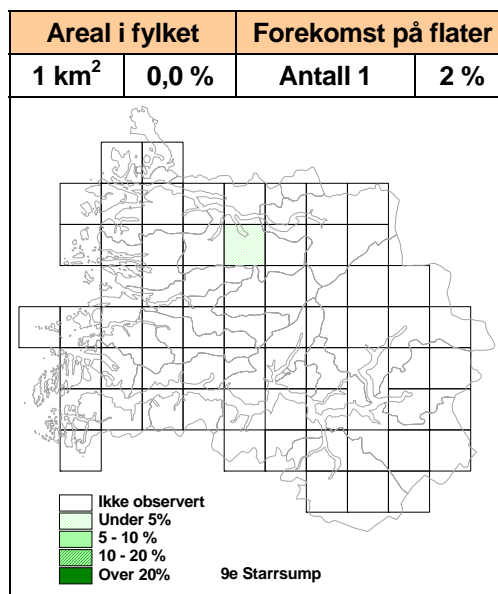 Areal i fylket Forekomst på flater
1 km² 0,0 % Antall 1 2 %
Ikke observert
Under 5%
5 - 10 %
10 - 20 %
Over 20% 9e Starrsump